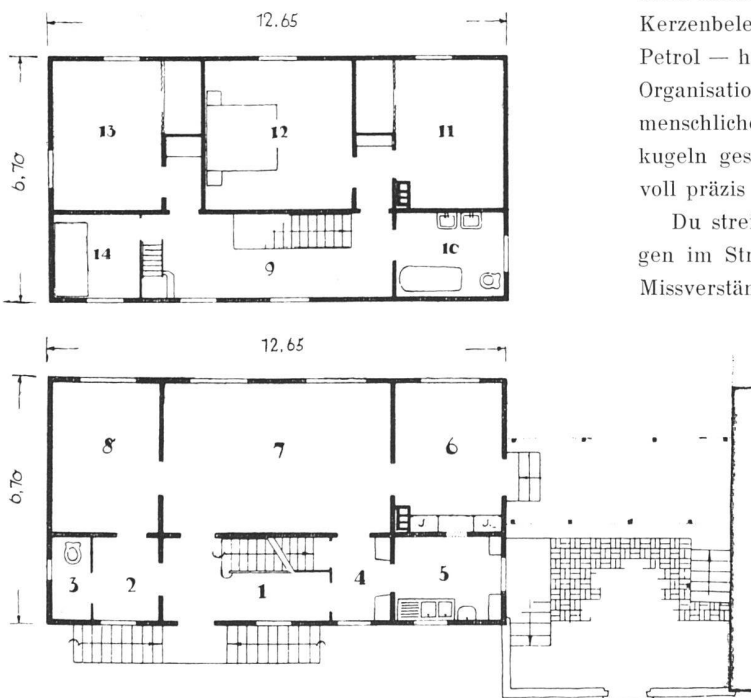 12.65
6,70
13
12
11
14
9
10
12,65
6,70
8
7
6
J
J
3
2
1
4
5
Kerzenbele
Petrol — h
Organisatio
menschliche
kugeln ges
voll präzis
Du strei
gen im Str
Missverstän